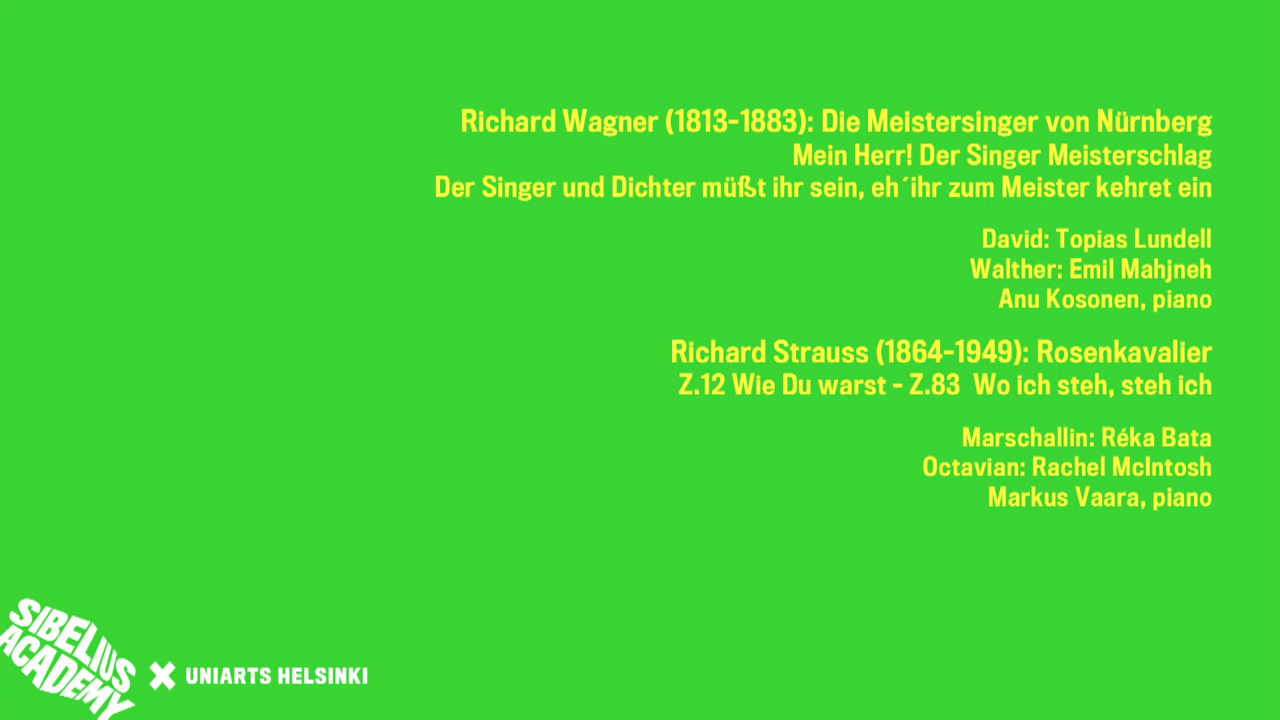 Richard Wagner (1813-1883): Die Meistersinger von Nürnberg
Mein Herr! Der Singer Meisterschlag
Der Singer und Dichter müßt ihr sein, eh´ihr zum Meister kehret ein
David: Topias Lundell
Walther: Emil Mahjneh
Anu Kosonen, piano
Richard Strauss (1864-1949): Rosenkavalier
Z.12 Wie Du warst - Z.83  Wo ich steh, steh ich
Marschallin: Réka Bata
Octavian: Rachel McIntosh
Markus Vaara, piano
SIBELIUS
ACADEMY
UNIARTS HELSINKI